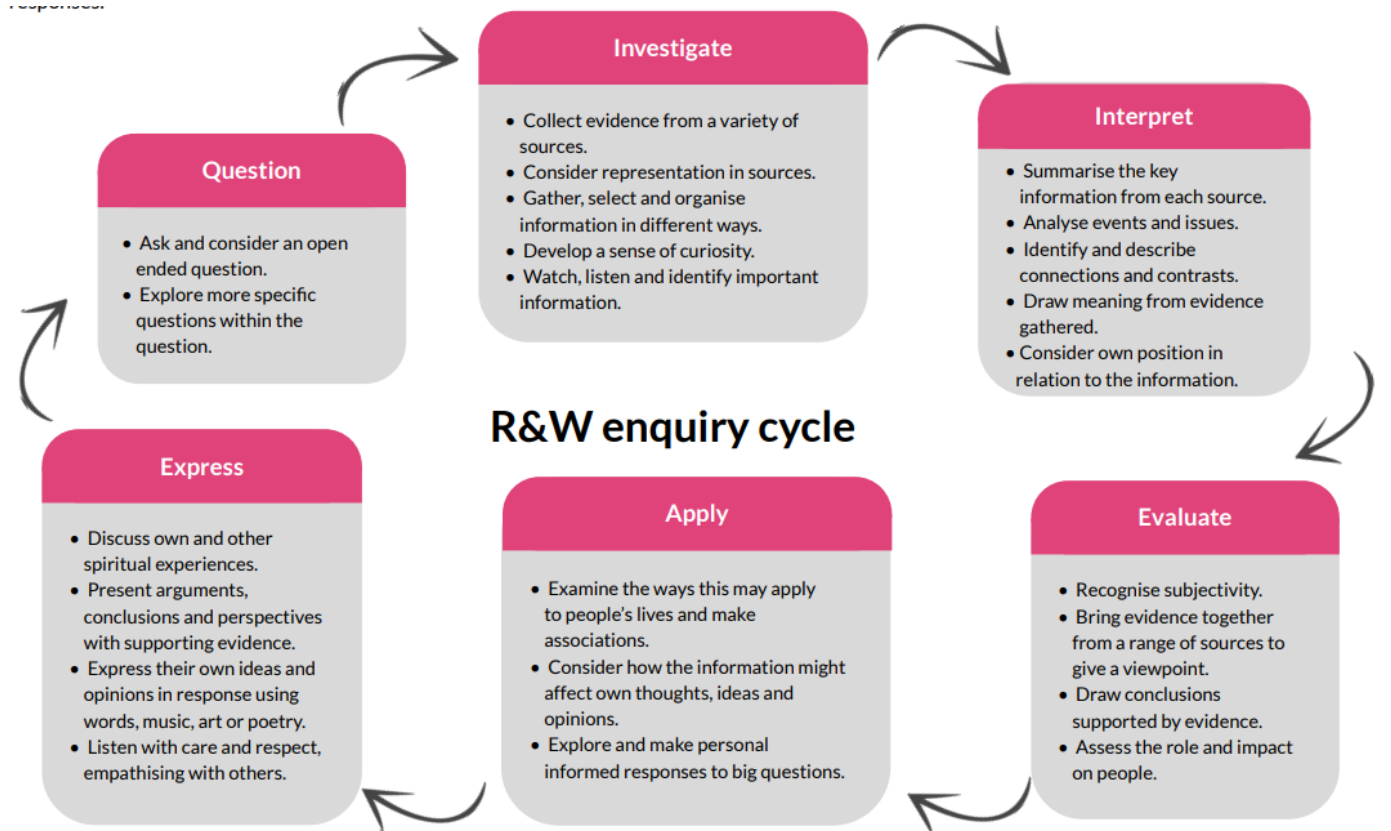 responses.
Question
• Ask and consider an open
ended question.
• Explore more specific
questions within the
question.
Investigate
• Collect evidence from a variety of
sources.
• Consider representation in sources.
• Gather, select and organise
information in different ways.
• Develop a sense of curiosity.
• Watch, listen and identify important
information.
Interpret
• Summarise the key
information from each source.
• Analyse events and issues.
• Identify and describe
connections and contrasts.
• Draw meaning from evidence
gathered.
• Consider own position in
relation to the information.
R&W enquiry cycle
Evaluate
• Recognise subjectivity.
• Bring evidence together
from a range of sources to
give a viewpoint.
• Draw conclusions
supported by evidence.
• Assess the role and impact
on people.
Apply
• Examine the ways this may apply
to people's lives and make
associations.
• Consider how the information might
affect own thoughts, ideas and
opinions.
• Explore and make personal
informed responses to big questions.
Express
• Discuss own and other
spiritual experiences.
• Present arguments,
conclusions and perspectives
with supporting evidence.
• Express their own ideas and
opinions in response using
words, music, art or poetry.
• Listen with care and respect,
empathising with others.